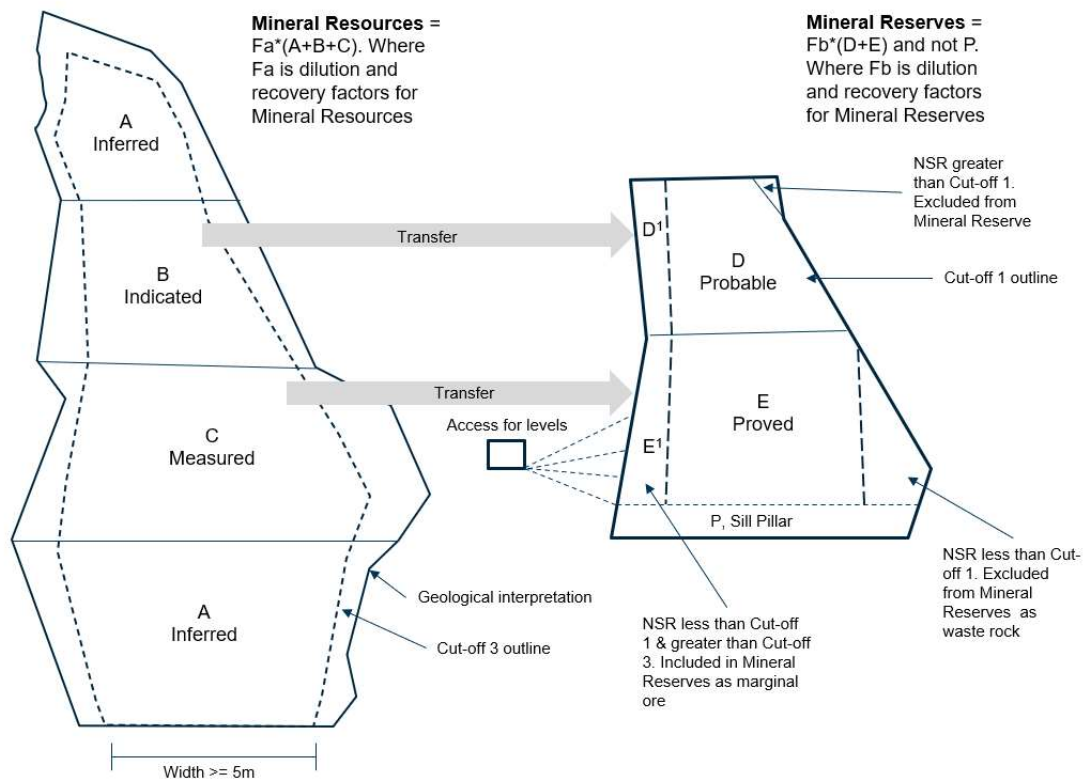 Mineral Resources =
Fa*(A+B+C). Where
Fa is dilution and
recovery factors for
Mineral Resources
Mineral Reserves =
Fb*(D+E) and not P.
Where Fb is dilution
and recovery factors
for Mineral Reserves
A
Inferred
NSR greater
than Cut-off 1.
Excluded from
Mineral Reserve
Transfer
D¹
B
Indicated
D
Probable
Cut-off 1 outline
Transfer
Access for levels
C
Measured
E¹
E
Proved
P, Sill Pillar
NSR less than Cut-
off 1. Excluded
from Mineral
Reserves as
waste rock
Geological interpretation
A
Inferred
Cut-off 3 outline
NSR less than Cut-off
1 & greater than Cut-off
3. Included in Mineral
Reserves as marginal
ore
Width >= 5m